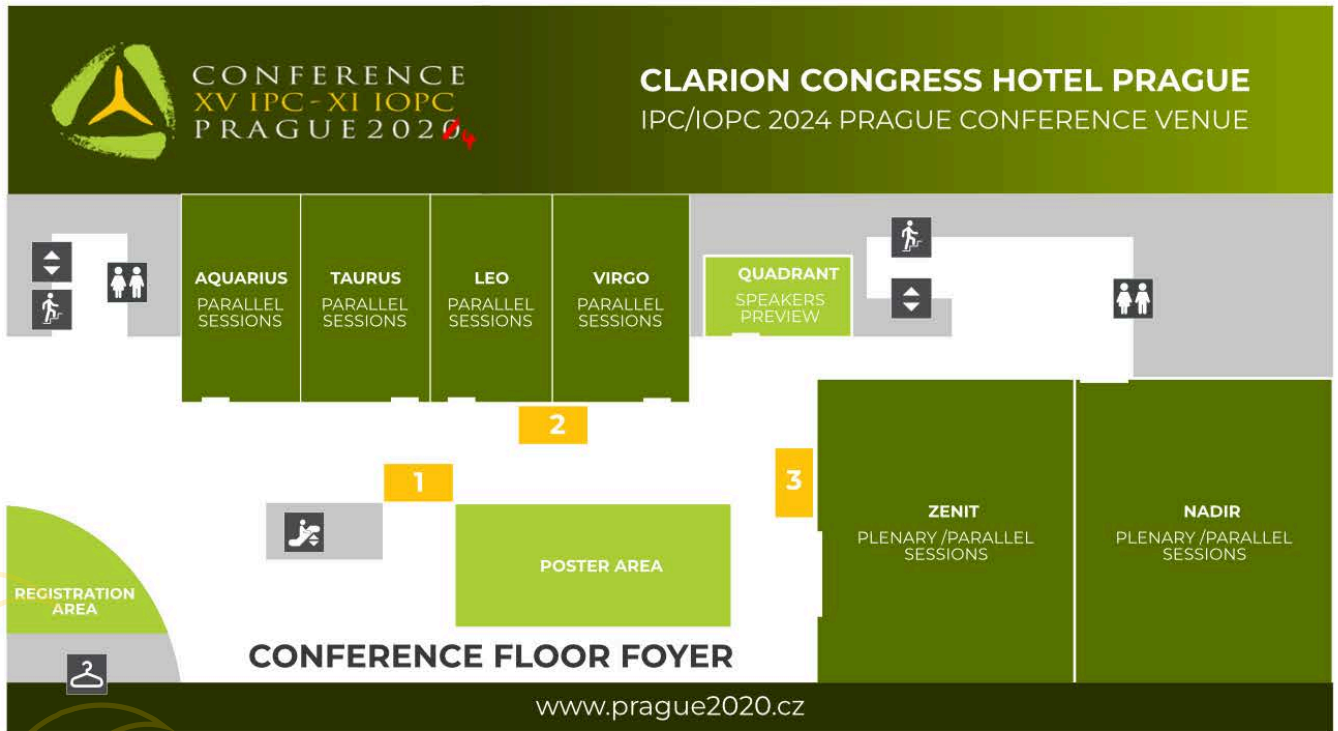 CONFERENCE
XV IPC-XI IOPC
PRAGUE 2020 4
CLARION CONGRESS HOTEL PRAGUE
IPC/IOPC 2024 PRAGUE CONFERENCE VENUE
AQUARIUS
PARALLEL
SESSIONS
TAURUS
PARALLEL
SESSIONS
LEO
PARALLEL
SESSIONS
VIRGO
PARALLEL
SESSIONS
QUADRANT
SPEAKERS
PREVIEW
2
1
3
ZENIT
PLENARY /PARALLEL
SESSIONS
NADIR
PLENARY /PARALLEL
SESSIONS
POSTER AREA
REGISTRATION
AREA
CONFERENCE FLOOR FOYER
www.prague2020.cz